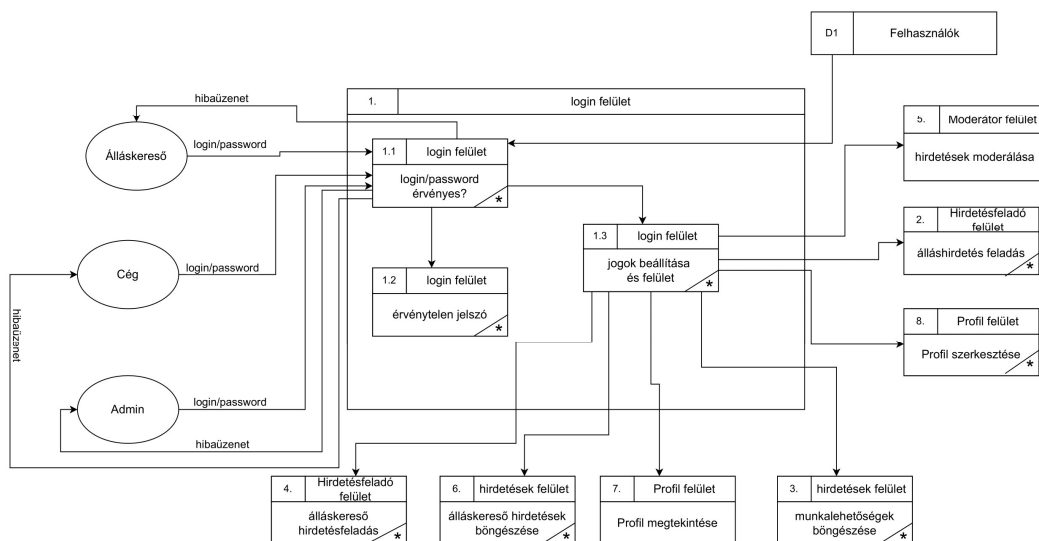 D1 Felhasználók
1. login felület
hibaüzenet
5. Moderátor felület
hirdetések moderálása
Álláskereső
login/password
1.1 login felület
login/password
érvényes?
*
2. Hirdetésfeladó
felület
álláshirdetés feladás
*
1.3 login felület
jogok beállítása
és felület
*
Cég
login/password
1.2 login felület
érvénytelen jelszó
*
hibaüzenet
8. Profil felület
Profil szerkesztése
*
Admin
login/password
hibaüzenet
4. Hirdetésfeladó
felület
álláskereső
hirdetésfeladás
*
6. hirdetések felület
álláskereső hirdetések
böngészése
*
7. Profil felület
Profil megtekintése
3. hirdetések felület
munkalehetőségek
böngészése
*